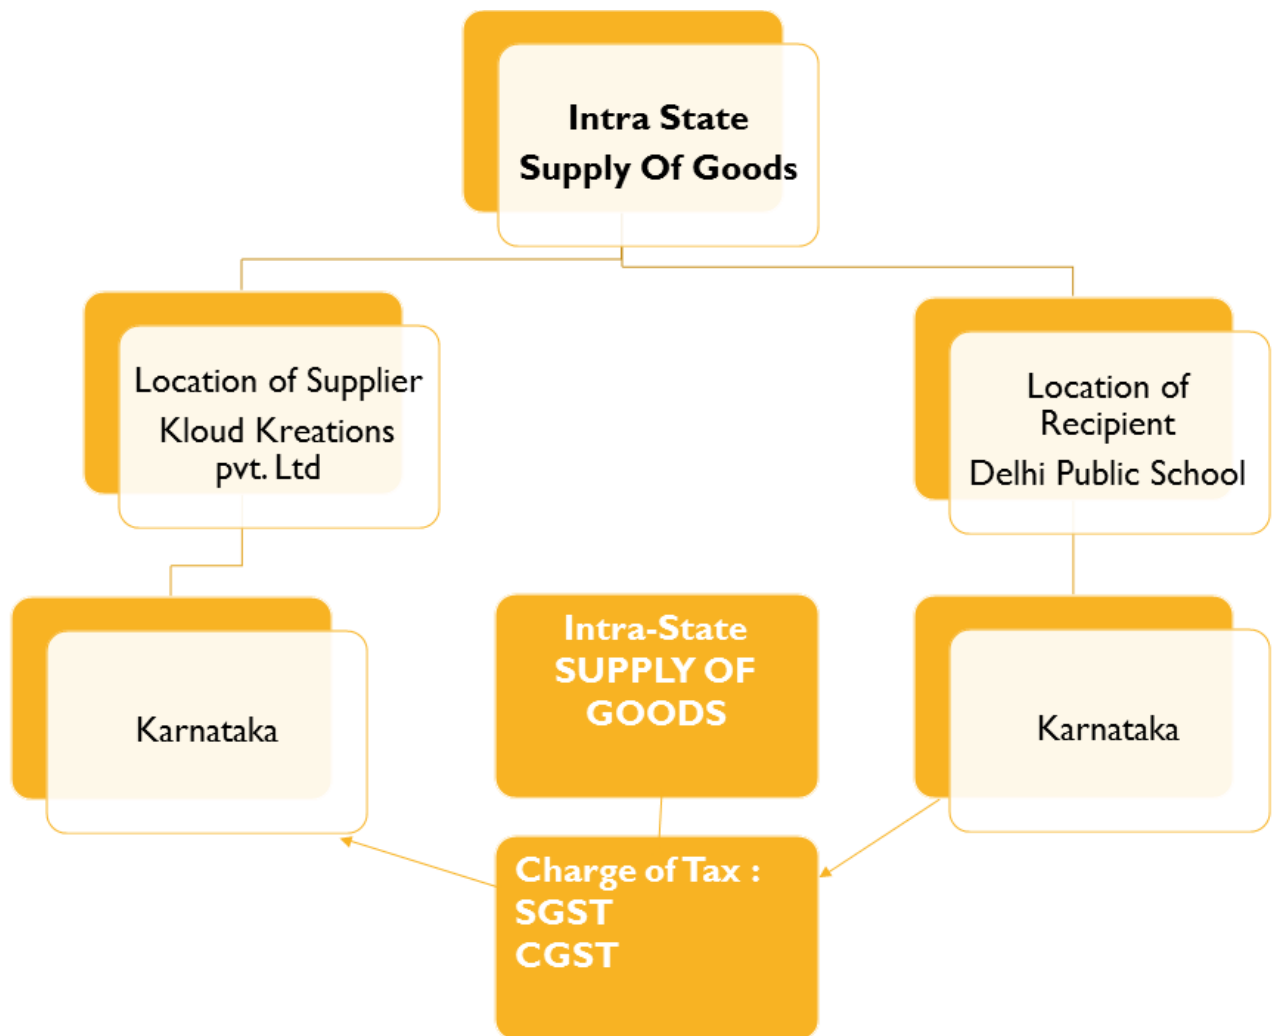 Intra State
Supply Of Goods
Location of Supplier
Kloud Kreations
pvt. Ltd
Location of
Recipient
Delhi Public School
Karnataka
Intra-State
SUPPLY OF
GOODS
Karnataka
Charge of Tax :
SGST
CGST